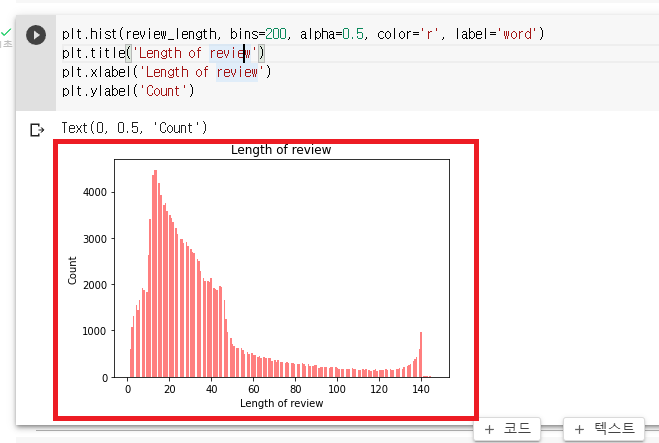 plt.hist(review_length, bins=200, alpha=0.5, color='r', label='word')
plt.title('Length of review')
plt.xlabel('Length of review')
plt.ylabel('Count')
Text(0, 0.5, 'Count')
Length of review
4000
3000
2000
1000
0
Count
0 20 40 60 80 100 120 140
Length of review
+ 코드 + 텍스트